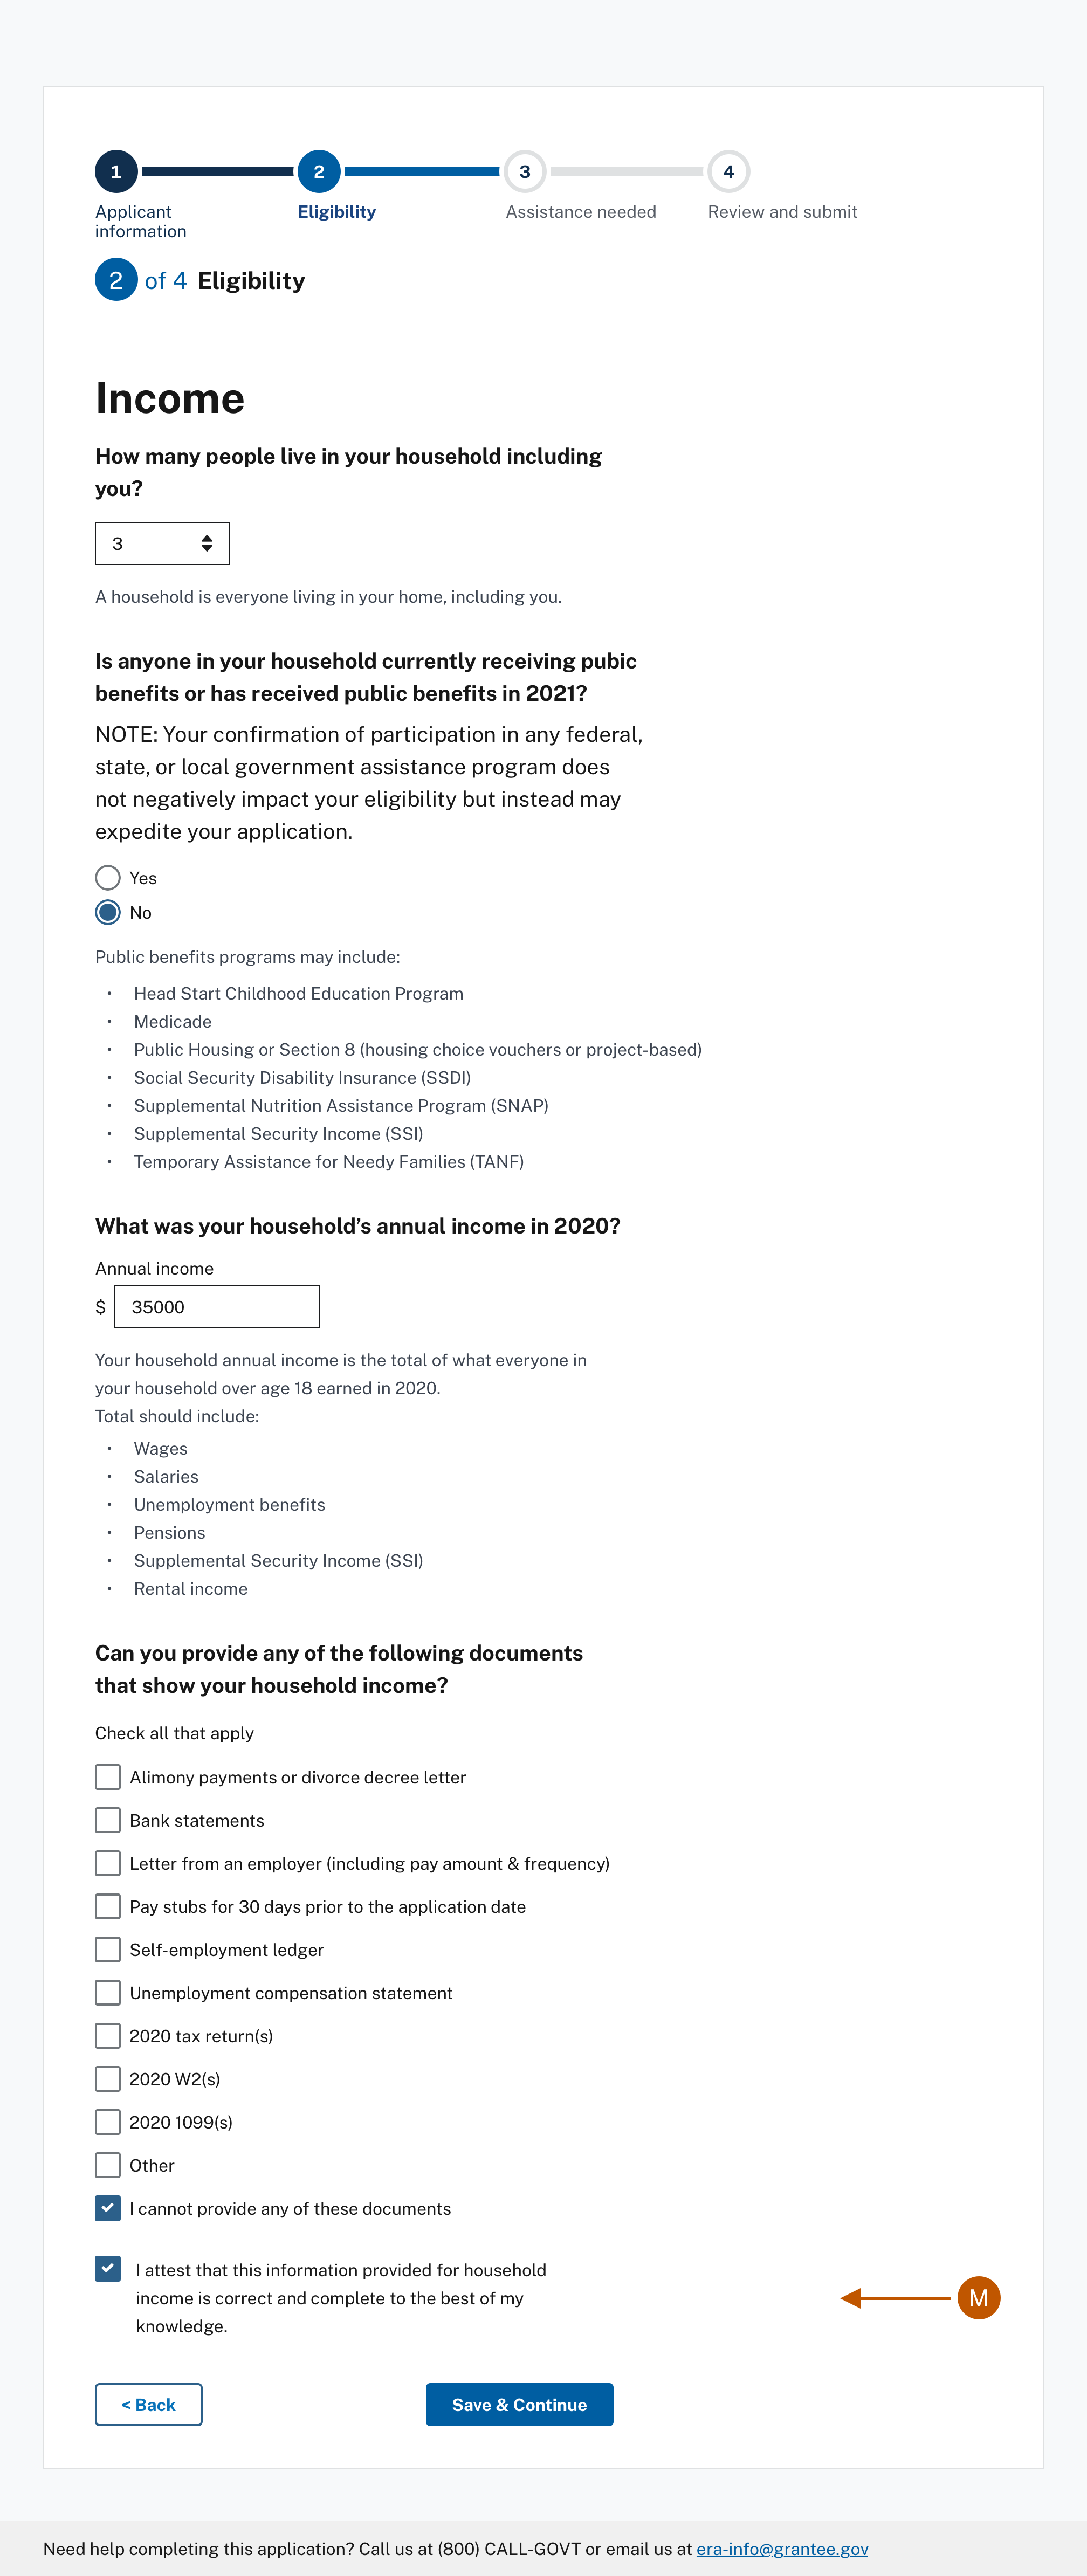 1
2
3
4
Applicant
information
Eligibility
Assistance needed
Review and submit
2 of 4 Eligibility
Income
How many people live in your household including
you?
3
A household is everyone living in your home, including you.
Is anyone in your household currently receiving pubic
benefits or has received public benefits in 2021?
NOTE: Your confirmation of participation in any federal,
state, or local government assistance program does
not negatively impact your eligibility but instead may
expedite your application.
Yes
No
Public benefits programs may include:
• Head Start Childhood Education Program
• Medicade
• Public Housing or Section 8 (housing choice vouchers or project-based)
• Social Security Disability Insurance (SSDI)
• Supplemental Nutrition Assistance Program (SNAP)
• Supplemental Security Income (SSI)
• Temporary Assistance for Needy Families (TANF)
What was your household’s annual income in 2020?
Annual income
$ 35000
Your household annual income is the total of what everyone in
your household over age 18 earned in 2020.
Total should include:
• Wages
• Salaries
• Unemployment benefits
• Pensions
• Supplemental Security Income (SSI)
• Rental income
Can you provide any of the following documents
that show your household income?
Check all that apply
Alimony payments or divorce decree letter
Bank statements
Letter from an employer (including pay amount & frequency)
Pay stubs for 30 days prior to the application date
Self-employment ledger
Unemployment compensation statement
2020 tax return(s)
2020 W2(s)
2020 1099(s)
Other
I cannot provide any of these documents
I attest that this information provided for household
income is correct and complete to the best of my
knowledge.
M
< Back
Save & Continue
Need help completing this application? Call us at (800) CALL-GOVT or email us at era-info@grantee.gov